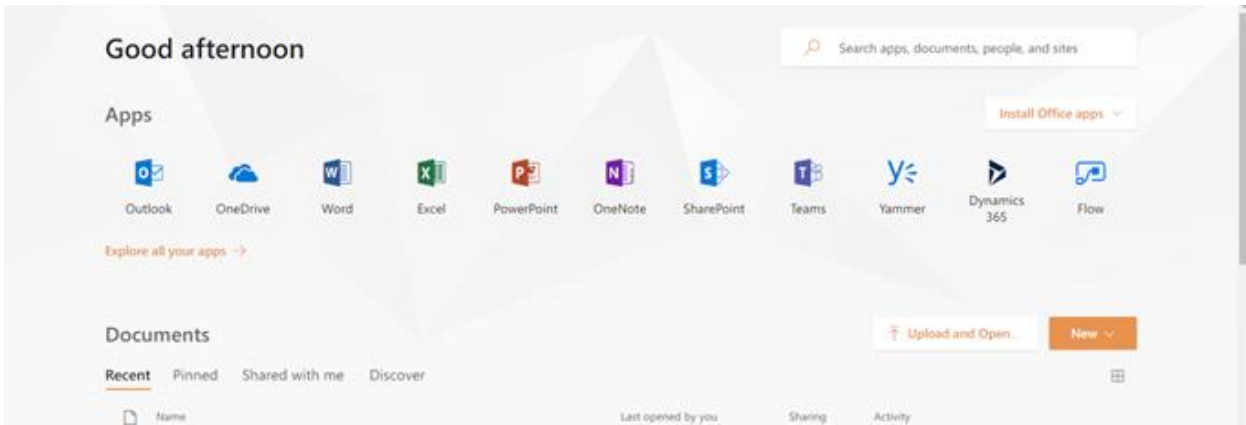 Good afternoon
Search apps, documents, people, and sites
Apps
Install Office apps
Outlook OneDrive Word Excel PowerPoint OneNote SharePoint Teams Yammer Dynamics 365 Flow
Explore all your apps →
Documents
Upload and Open...
New
Recent Pinned Shared with me Discover
Name Last opened by you Sharing Activity